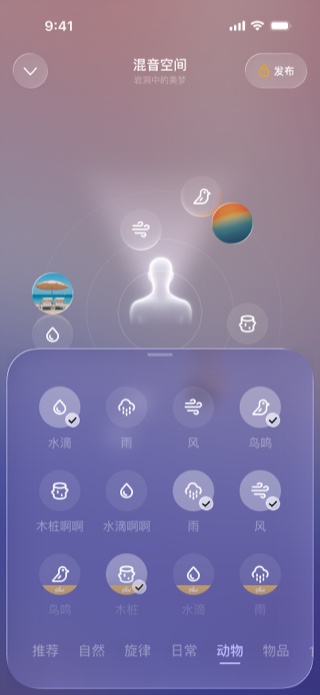 9:41
混音空间
岩洞中的美梦
发布
水滴 雨 风 鸟鸣
木桩啊啊 水滴啊啊 雨 风
鸟鸣 木桩 水滴 雨
推荐 自然 旋律 日常 动物 物品